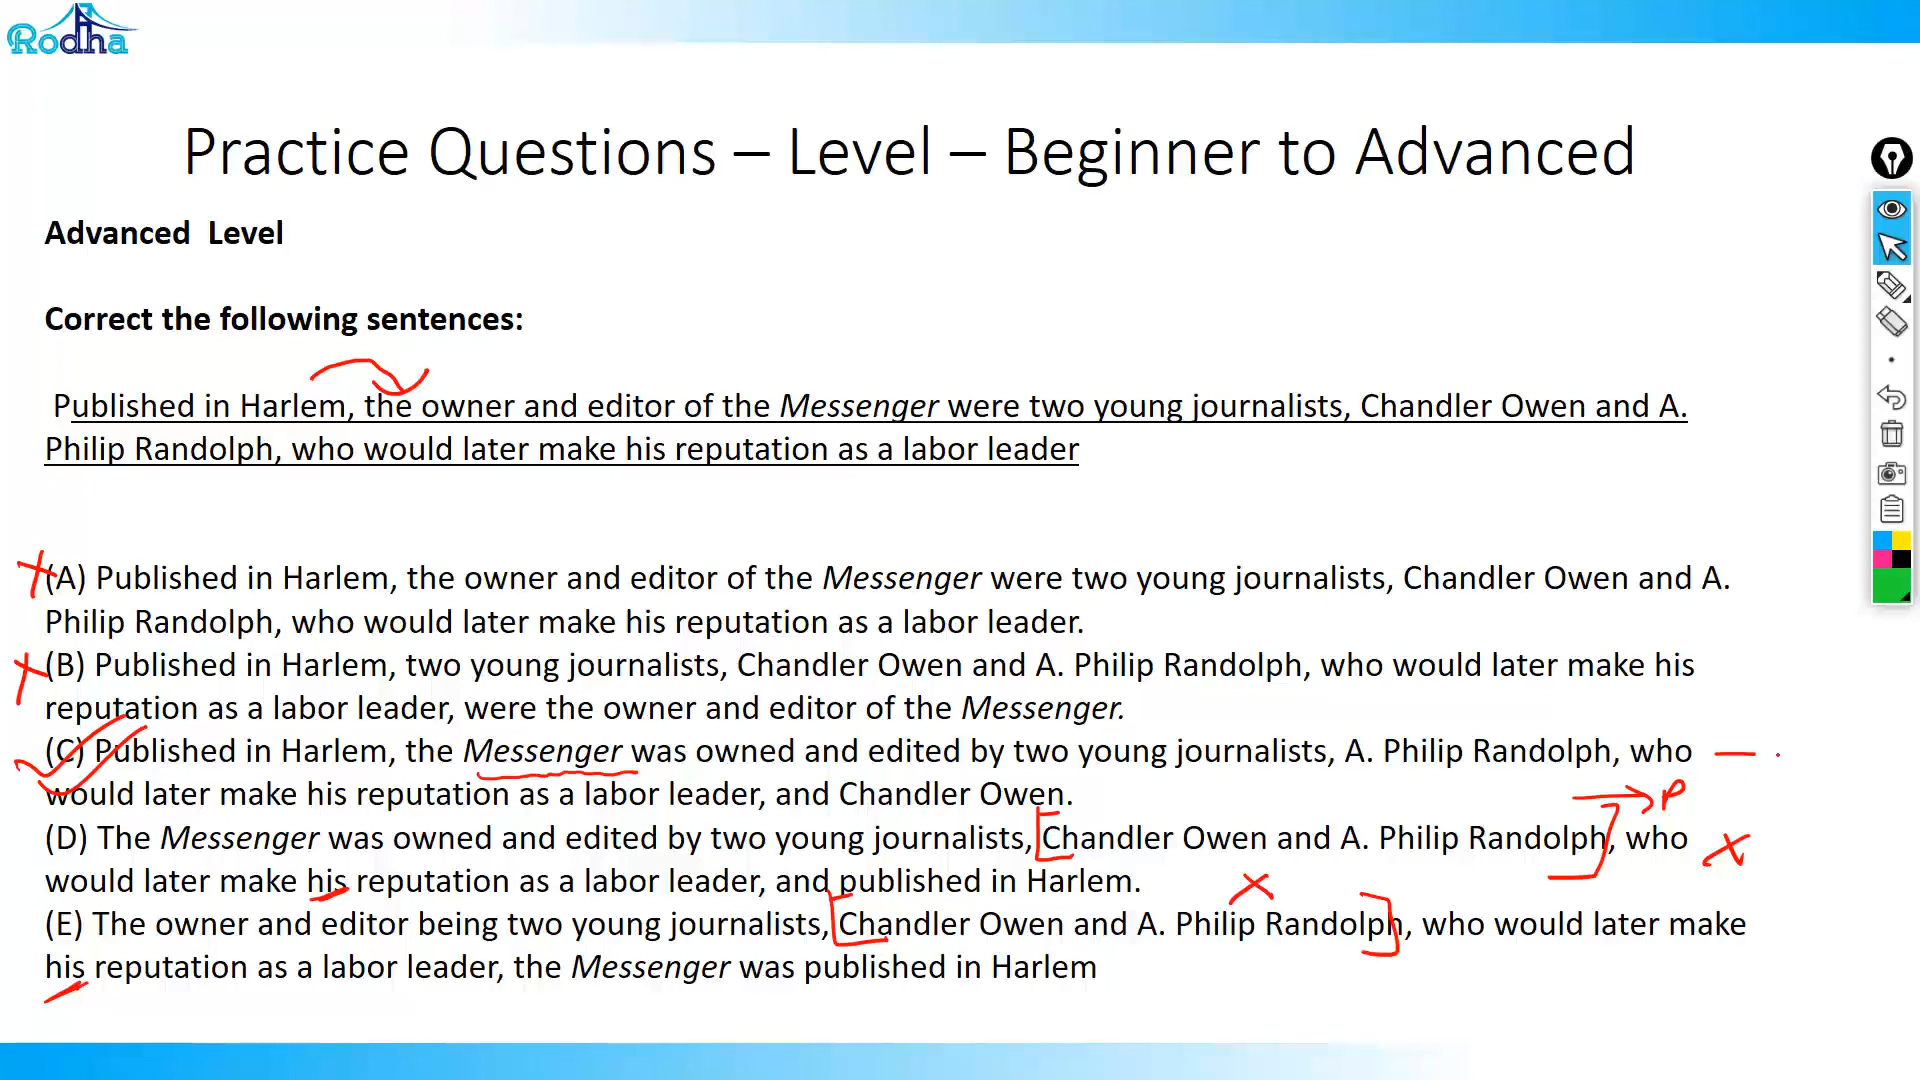 Rodha
Practice Questions – Level – Beginner to Advanced
Advanced Level
Correct the following sentences:
Published in Harlem, the owner and editor of the Messenger were two young journalists, Chandler Owen and A.
Philip Randolph, who would later make his reputation as a labor leader
(A) Published in Harlem, the owner and editor of the Messenger were two young journalists, Chandler Owen and A.
Philip Randolph, who would later make his reputation as a labor leader.
(B) Published in Harlem, two young journalists, Chandler Owen and A. Philip Randolph, who would later make his
reputation as a labor leader, were the owner and editor of the Messenger.
(C) Published in Harlem, the Messenger was owned and edited by two young journalists, A. Philip Randolph, who
would later make his reputation as a labor leader, and Chandler Owen.
P
(D) The Messenger was owned and edited by two young journalists, Chandler Owen and A. Philip Randolph, who
would later make his reputation as a labor leader, and published in Harlem.
(E) The owner and editor being two young journalists, Chandler Owen and A. Philip Randolph, who would later make
his reputation as a labor leader, the Messenger was published in Harlem